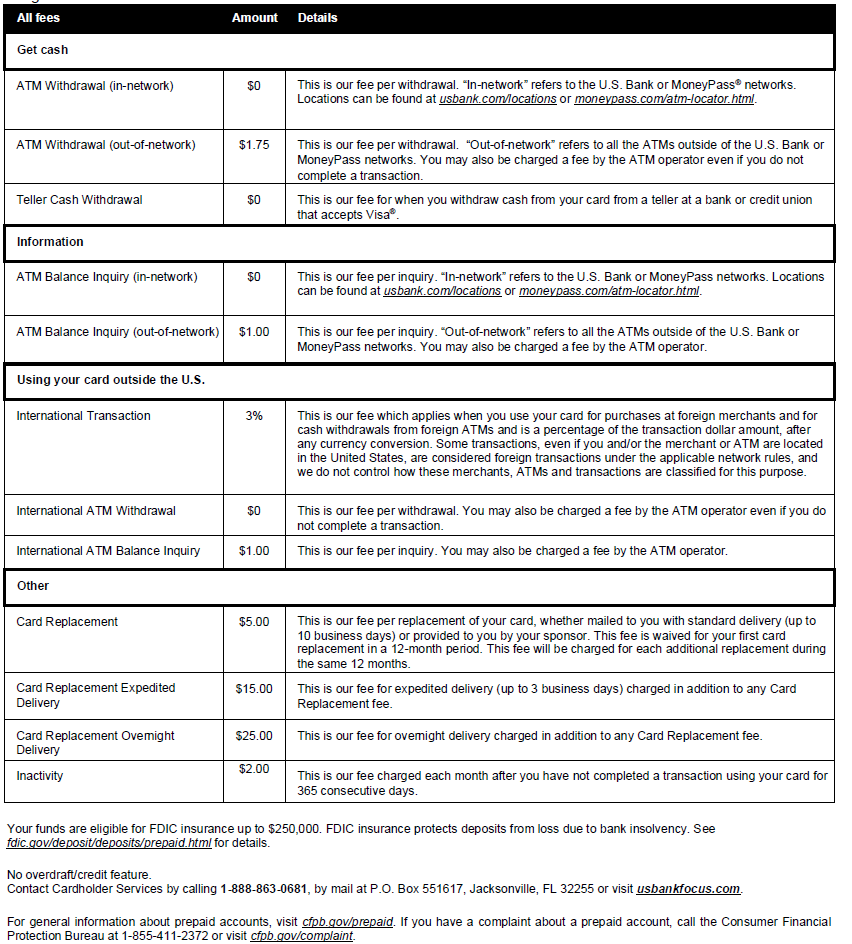 All fees Amount Details
Get cash
ATM Withdrawal (in-network) $0 This is our fee per withdrawal. “In-network” refers to the U.S. Bank or MoneyPass® networks.
Locations can be found at usbank.com/locations or moneypass.com/atm-locator.html.
ATM Withdrawal (out-of-network) $1.75 This is our fee per withdrawal. “Out-of-network” refers to all the ATMs outside of the U.S. Bank or
MoneyPass networks. You may also be charged a fee by the ATM operator even if you do not
complete a transaction.
Teller Cash Withdrawal $0 This is our fee for when you withdraw cash from your card from a teller at a bank or credit union
that accepts Visa®.
Information
ATM Balance Inquiry (in-network) $0 This is our fee per inquiry. “In-network” refers to the U.S. Bank or MoneyPass networks. Locations
can be found at usbank.com/locations or moneypass.com/atm-locator.html.
ATM Balance Inquiry (out-of-network) $1.00 This is our fee per inquiry. “Out-of-network” refers to all the ATMs outside of the U.S. Bank or
MoneyPass networks. You may also be charged a fee by the ATM operator.
Using your card outside the U.S.
International Transaction 3% This is our fee which applies when you use your card for purchases at foreign merchants and for
cash withdrawals from foreign ATMs and is a percentage of the transaction dollar amount, after
any currency conversion. Some transactions, even if you and/or the merchant or ATM are located
in the United States, are considered foreign transactions under the applicable network rules, and
we do not control how these merchants, ATMs and transactions are classified for this purpose.
International ATM Withdrawal $0 This is our fee per withdrawal. You may also be charged a fee by the ATM operator even if you do
not complete a transaction.
International ATM Balance Inquiry $1.00 This is our fee per inquiry. You may also be charged a fee by the ATM operator.
Other
Card Replacement $5.00 This is our fee per replacement of your card, whether mailed to you with standard delivery (up to
10 business days) or provided to you by your sponsor. This fee is waived for your first card
replacement in a 12-month period. This fee will be charged for each additional replacement during
the same 12 months.
Card Replacement Expedited $15.00 This is our fee for expedited delivery (up to 3 business days) charged in addition to any Card
Delivery Replacement fee.
Card Replacement Overnight $25.00 This is our fee for overnight delivery charged in addition to any Card Replacement fee.
Delivery
Inactivity $2.00 This is our fee charged each month after you have not completed a transaction using your card for
365 consecutive days.
Your funds are eligible for FDIC insurance up to $250,000. FDIC insurance protects deposits from loss due to bank insolvency. See
fdic.gov/deposit/deposits/prepaid.html for details.
No overdraft/credit feature.
Contact Cardholder Services by calling 1-888-863-0681, by mail at P.O. Box 551617, Jacksonville, FL 32255 or visit usbankfocus.com.
For general information about prepaid accounts, visit cfpb.gov/prepaid. If you have a complaint about a prepaid account, call the Consumer Financial
Protection Bureau at 1-855-411-2372 or visit cfpb.gov/complaint.